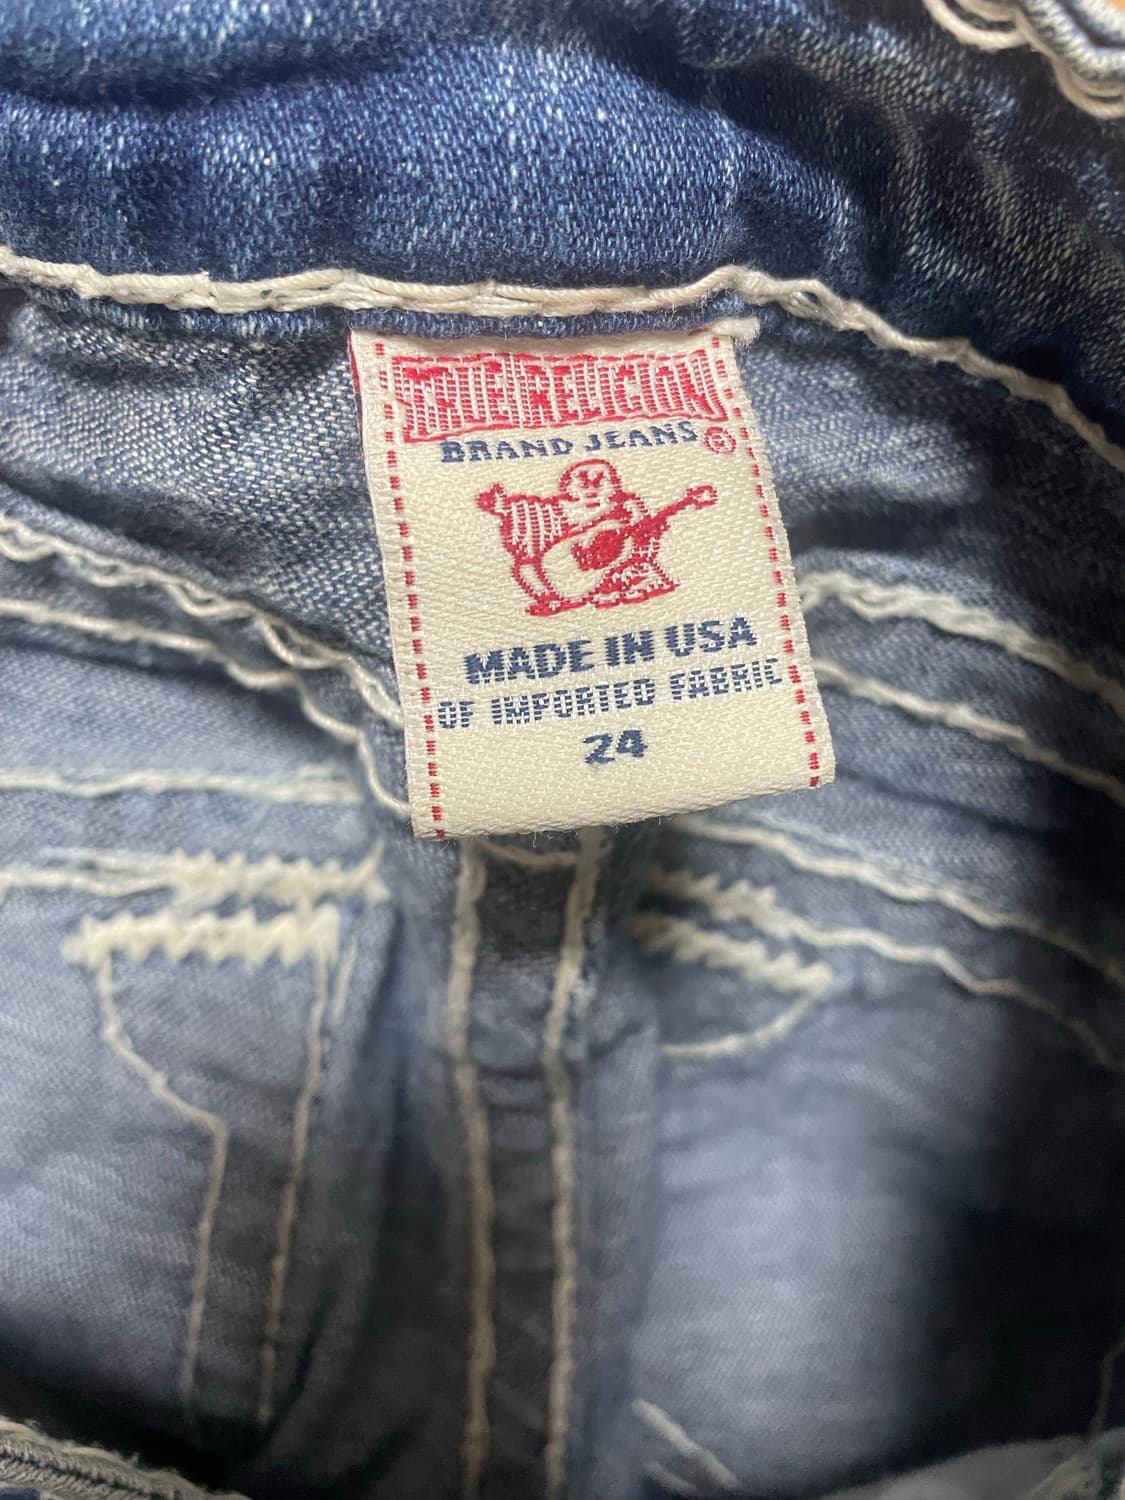 TRUE RELIGION
BRAND JEANS ®
MADE IN USA
OF IMPORTED FABRIC
24